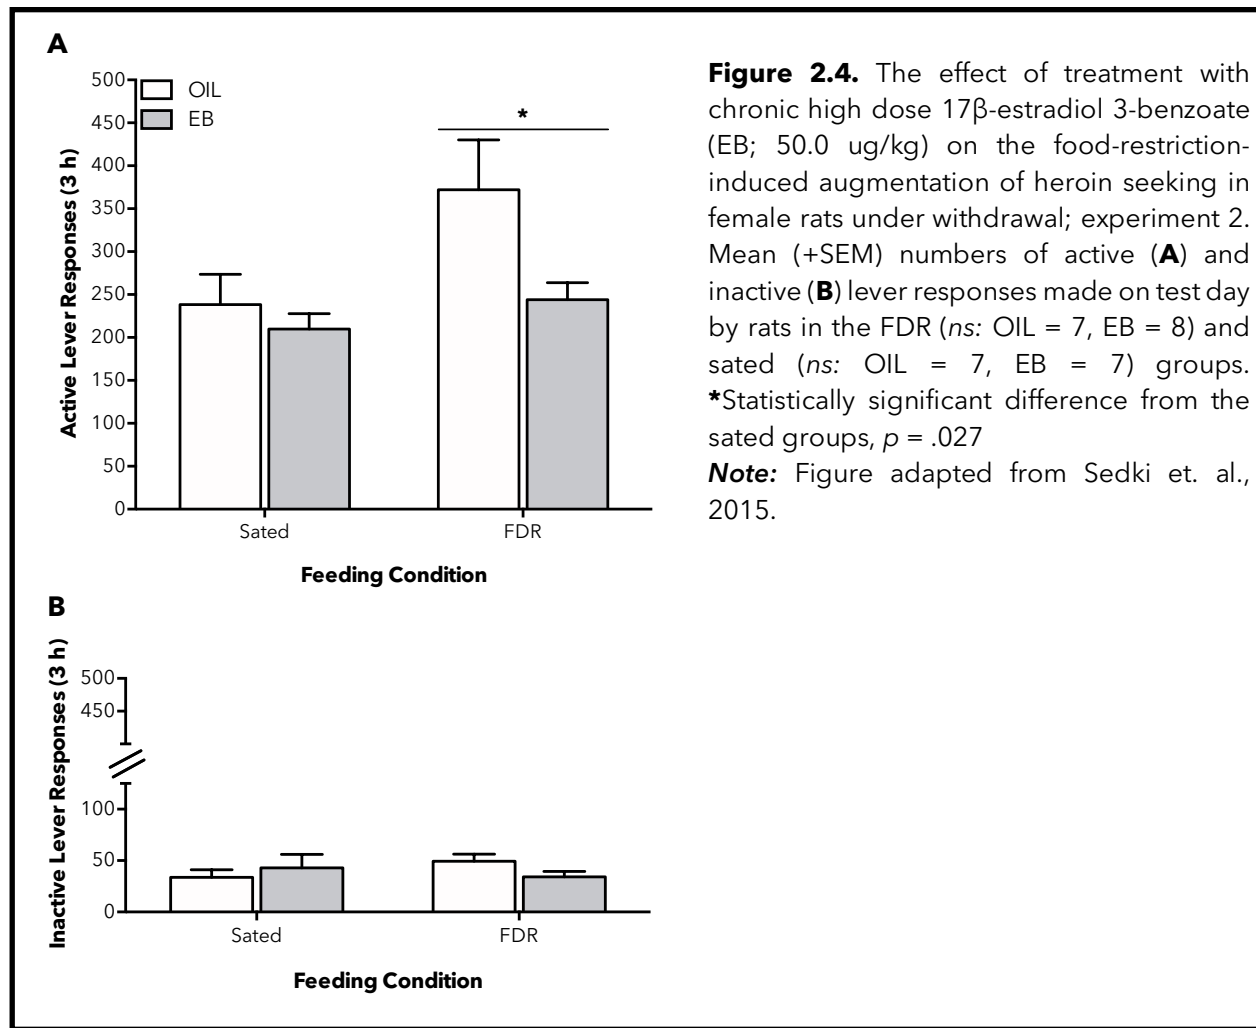 A
500
450
400
350
300
250
200
150
100
50
0
Active Lever Responses (3 h)
OIL
EB
*
Sated
FDR
Feeding Condition
B
500
450
100
50
0
Inactive Lever Responses (3 h)
Sated
FDR
Feeding Condition
Figure 2.4. The effect of treatment with
chronic high dose 17β-estradiol 3-benzoate
(EB; 50.0 ug/kg) on the food-restriction-
induced augmentation of heroin seeking in
female rats under withdrawal; experiment 2.
Mean (+SEM) numbers of active (A) and
inactive (B) lever responses made on test day
by rats in the FDR (ns: OIL = 7, EB = 8) and
sated (ns: OIL = 7, EB = 7) groups.
*Statistically significant difference from the
sated groups, p = .027
Note: Figure adapted from Sedki et. al.,
2015.